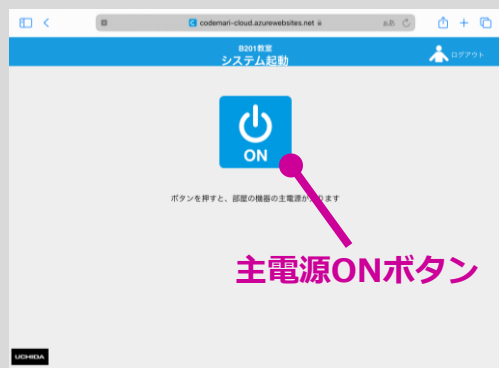 codemari-cloud.azurewebsites.net
B201教室
システム起動
ログアウト
ON
ボタンを押すと、部屋の機器の主電源が入ります
主電源ONボタン
UCHIDA